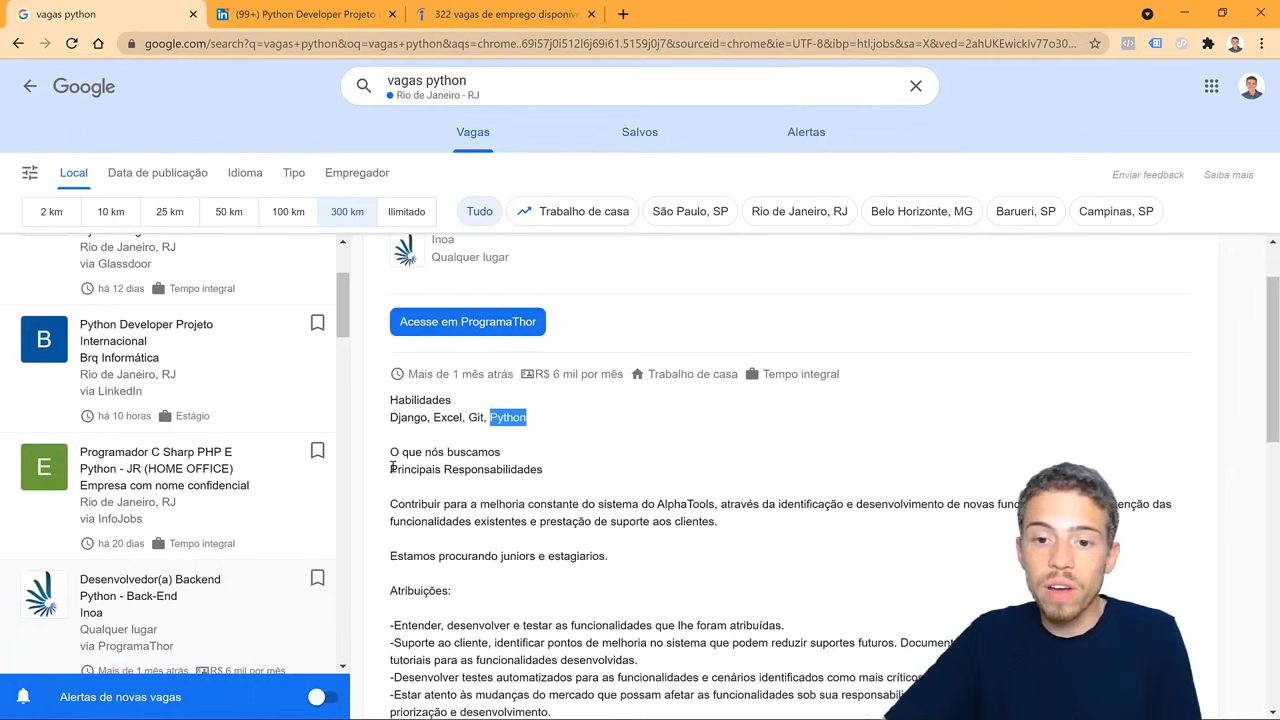 vagas python
(99+) Python Developer Projeto
322 vagas de emprego disponív
google.com/search?q=vagas+python&oq=vagas+python&aqs=chrome..69i57j0i512l6j69i61.5159j0j7&sourceid=chrome&ie=UTF-8&ibp=htl;jobs&sa=X&ved=2ahUKEwickIv77o30...
Google
vagas python
Rio de Janeiro - RJ
Vagas
Salvos
Alertas
Local
Data de publicação
Idioma
Tipo
Empregador
Enviar feedback
Saiba mais
2 km
10 km
25 km
50 km
100 km
300 km
Ilimitado
Tudo
Trabalho de casa
São Paulo, SP
Rio de Janeiro, RJ
Belo Horizonte, MG
Barueri, SP
Campinas, SP
Rio de Janeiro, RJ
via Glassdoor
há 12 dias
Tempo integral
B
Python Developer Projeto
Internacional
Brq Informática
Rio de Janeiro, RJ
via LinkedIn
há 10 horas
Estágio
E
Programador C Sharp PHP E
Python - JR (HOME OFFICE)
Empresa com nome confidencial
Rio de Janeiro, RJ
via InfoJobs
há 20 dias
Tempo integral
Desenvolvedor(a) Backend
Python - Back-End
Inoa
Qualquer lugar
via ProgramaThor
Mais de 1 mês atrás
R$ 6 mil por mês
Alertas de novas vagas
Inoa
Qualquer lugar
Acesse em ProgramaThor
Mais de 1 mês atrás
R$ 6 mil por mês
Trabalho de casa
Tempo integral
Habilidades
Django, Excel, Git, Python
O que nós buscamos
Principais Responsabilidades
Contribuir para a melhoria constante do sistema do AlphaTools, através da identificação e desenvolvimento de novas das
funcionalidades existentes e prestação de suporte aos clientes.
Estamos procurando juniors e estagiarios.
Atribuições:
-Entender, desenvolver e testar as funcionalidades que lhe foram atribuídas.
-Suporte ao cliente, identificar pontos de melhoria no sistema que podem reduzir suportes futuros.
tutoriais para as funcionalidades desenvolvidas.
-Desenvolver testes automatizados para as funcionalidades e cenários identificados como mais críticos
-Estar atento às mudanças do mercado que possam afetar as funcionalidades sob sua
priorização e desenvolvimento.